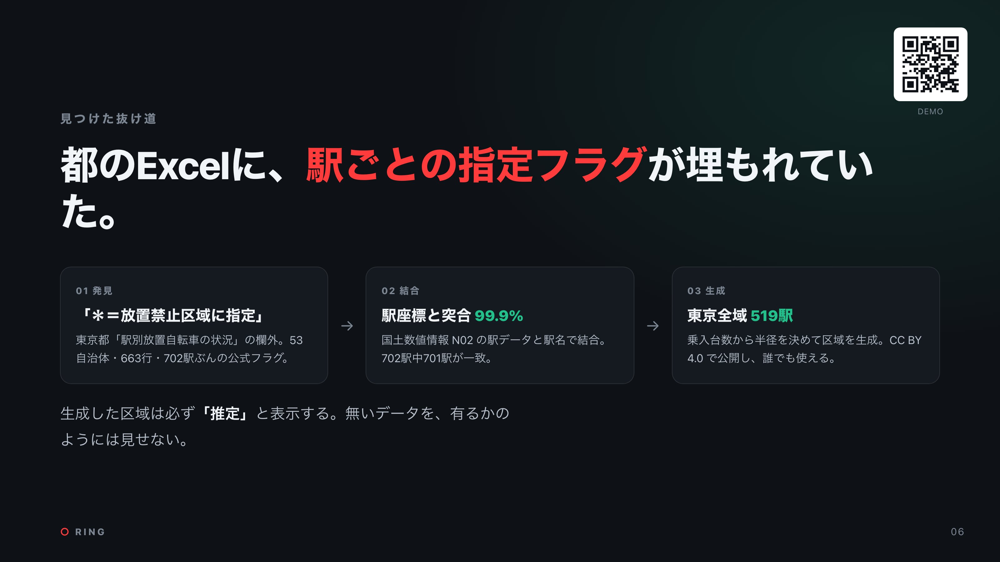 DEMO
見つけた抜け道
都のExcelに、駅ごとの指定フラグが埋もれてい
た。
01 発見
「＊＝放置禁止区域に指定」
東京都「駅別放置自転車の状況」の欄外。53
自治体・663行・702駅ぶんの公式フラグ。
→
02 結合
駅座標と突合 99.9%
国土数値情報 N02 の駅データと駅名で結合。
702駅中701駅が一致。
→
03 生成
東京全域 519駅
乗入台数から半径を決めて区域を生成。CC BY
4.0 で公開し、誰でも使える。
生成した区域は必ず「推定」と表示する。無いデータを、有るかの
ようには見せない。
RING
06